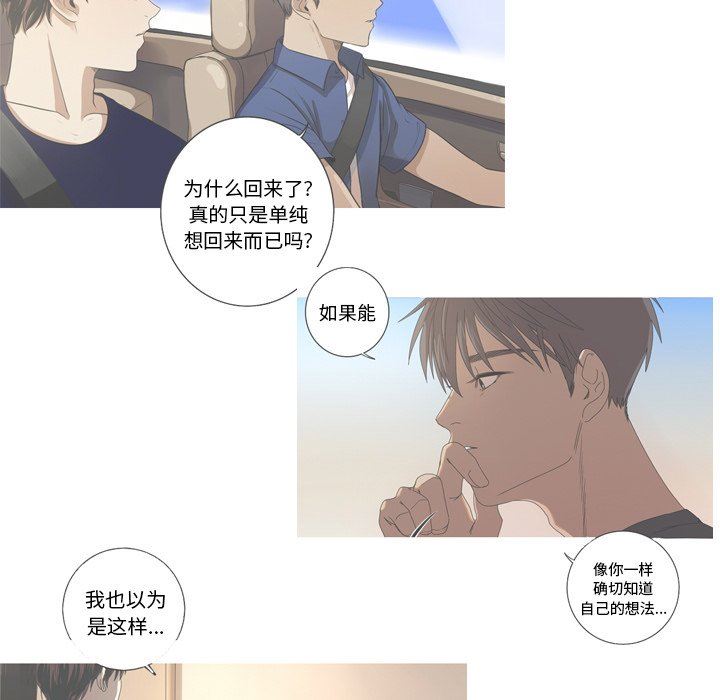 为什么回来了?
真的只是单纯
想回来而已吗?
如果能
像你一样
确切知道
自己的想法...
我也以为
是这样...